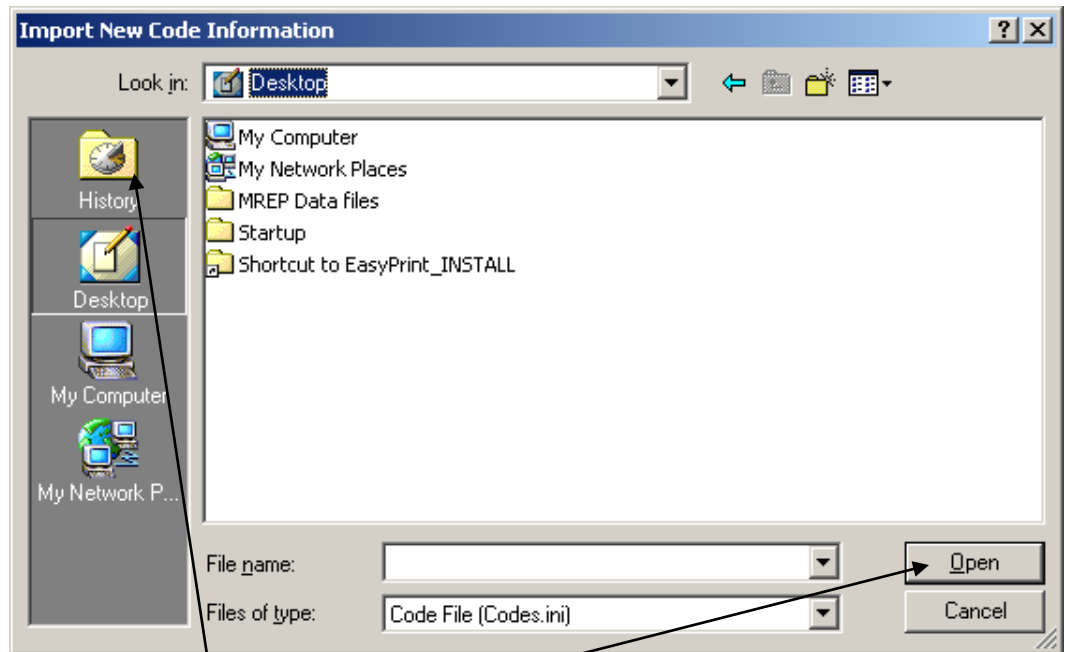 Import New Code Information
Look in: Desktop
My Computer
My Network Places
MREP Data files
Startup
Shortcut to EasyPrint_INSTALL
History
Desktop
My Computer
My Network P...
File name:
Open
Files of type: Code File (Codes.ini)
Cancel